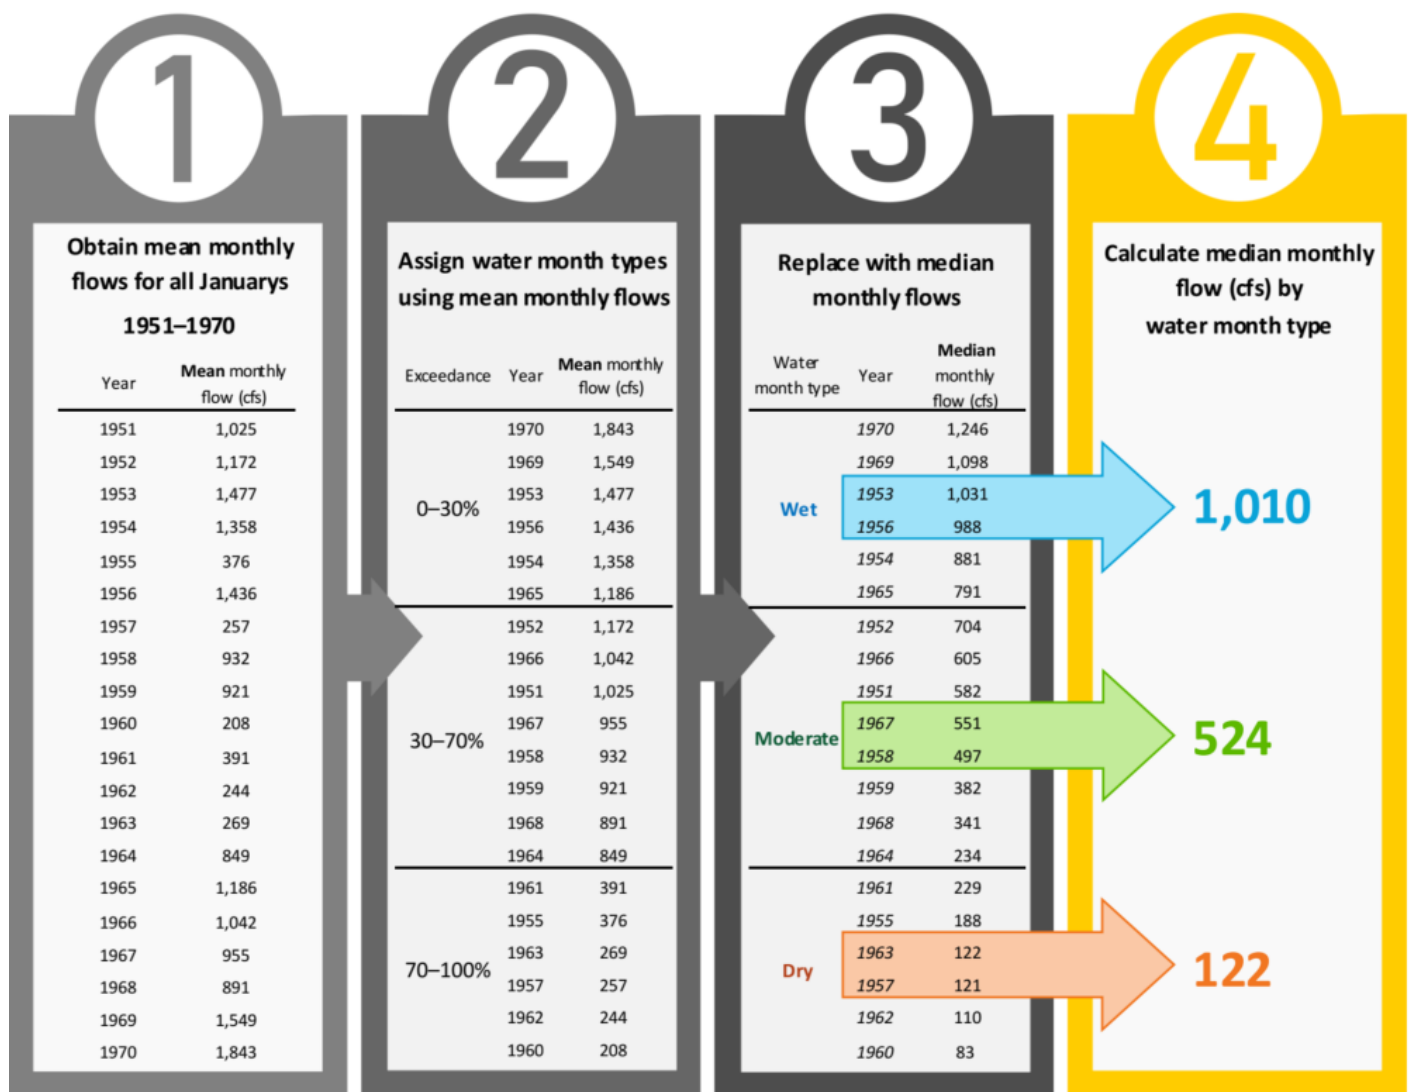 1
Obtain mean monthly
flows for all Januarys
1951–1970
Year Mean monthly
flow (cfs)
1951 1,025
1952 1,172
1953 1,477
1954 1,358
1955 376
1956 1,436
1957 257
1958 932
1959 921
1960 208
1961 391
1962 244
1963 269
1964 849
1965 1,186
1966 1,042
1967 955
1968 891
1969 1,549
1970 1,843
2
Assign water month types
using mean monthly flows
Exceedance Year Mean monthly
flow (cfs)
1970 1,843
1969 1,549
0–30% 1953 1,477
1956 1,436
1954 1,358
1965 1,186
1952 1,172
1966 1,042
1951 1,025
30–70% 1967 955
1958 932
1959 921
1968 891
1964 849
1961 391
1955 376
1963 269
70–100% 1957 257
1962 244
1960 208
3
Replace with median
monthly flows
Water
month type
Year
Median
monthly
flow (cfs)
1970 1,246
1969 1,098
Wet 1953 1,031
1956 988
1954 881
1965 791
1952 704
1966 605
1951 582
Moderate 1967 551
1958 497
1959 382
1968 341
1964 234
1961 229
1955 188
Dry 1963 122
1957 121
1962 110
1960 83
4
Calculate median monthly
flow (cfs) by
water month type
1,010
524
122